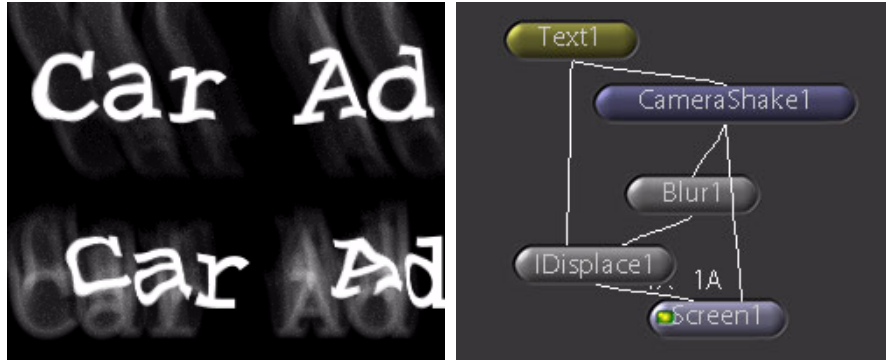 Car Ad
Car Ad
Text1
CameraShake1
Blur1
IDisplace1
1A
Screen1